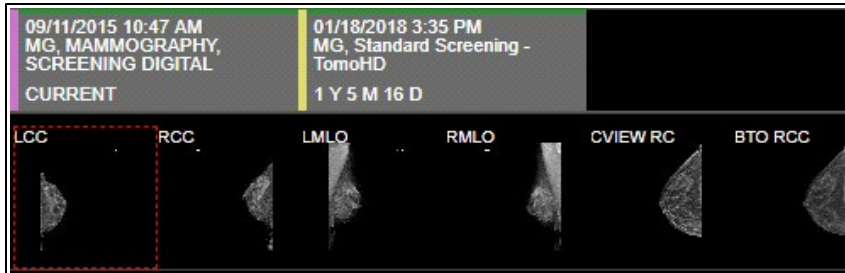 09/11/2015 10:47 AM
MG, MAMMOGRAPHY,
SCREENING DIGITAL
CURRENT
01/18/2018 3:35 PM
MG, Standard Screening -
TomoHD
1 Y 5 M 16 D
LCC RCC LMLO RMLO CVIEW RC BTO RCC